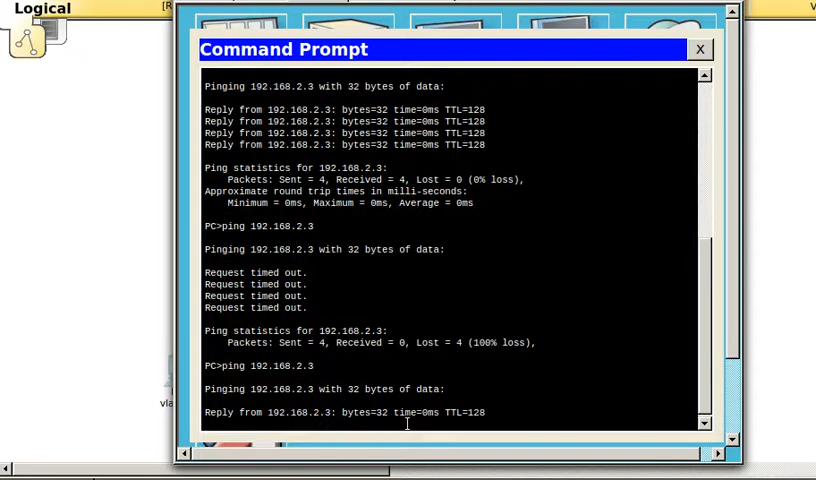 Logical
[R
V
Command Prompt
X
Pinging 192.168.2.3 with 32 bytes of data:
Reply from 192.168.2.3: bytes=32 time=0ms TTL=128
Reply from 192.168.2.3: bytes=32 time=0ms TTL=128
Reply from 192.168.2.3: bytes=32 time=0ms TTL=128
Reply from 192.168.2.3: bytes=32 time=0ms TTL=128
Ping statistics for 192.168.2.3:
Packets: Sent = 4, Received = 4, Lost = 0 (0% loss),
Approximate round trip times in milli-seconds:
Minimum = 0ms, Maximum = 0ms, Average = 0ms
PC>ping 192.168.2.3
Pinging 192.168.2.3 with 32 bytes of data:
Request timed out.
Request timed out.
Request timed out.
Request timed out.
Ping statistics for 192.168.2.3:
Packets: Sent = 4, Received = 0, Lost = 4 (100% loss),
PC>ping 192.168.2.3
Pinging 192.168.2.3 with 32 bytes of data:
Reply from 192.168.2.3: bytes=32 time=0ms TTL=128
vla